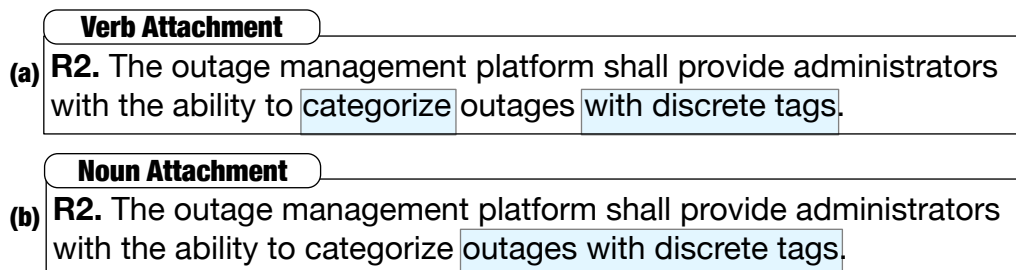 Verb Attachment
(a) R2. The outage management platform shall provide administrators
with the ability to categorize outages with discrete tags.
Noun Attachment
(b) R2. The outage management platform shall provide administrators
with the ability to categorize outages with discrete tags.